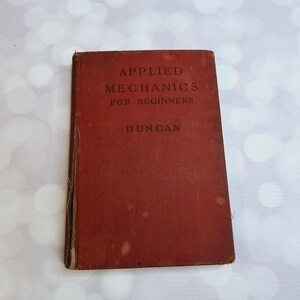 APPLIED
MECHANICS
FOR BEGINNERS
DUNCAN